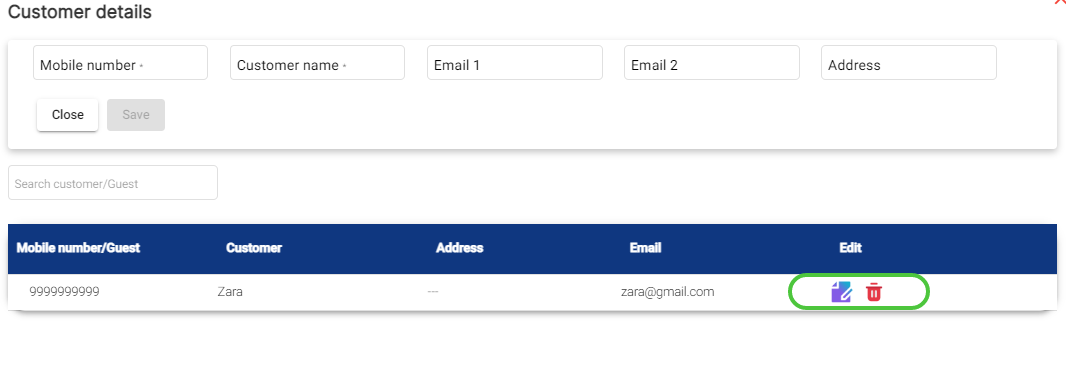 Customer details
Mobile number * Customer name * Email 1 Email 2 Address
Close Save
Search customer/Guest
Mobile number/Guest Customer Address Email Edit
9999999999 Zara --- zara@gmail.com